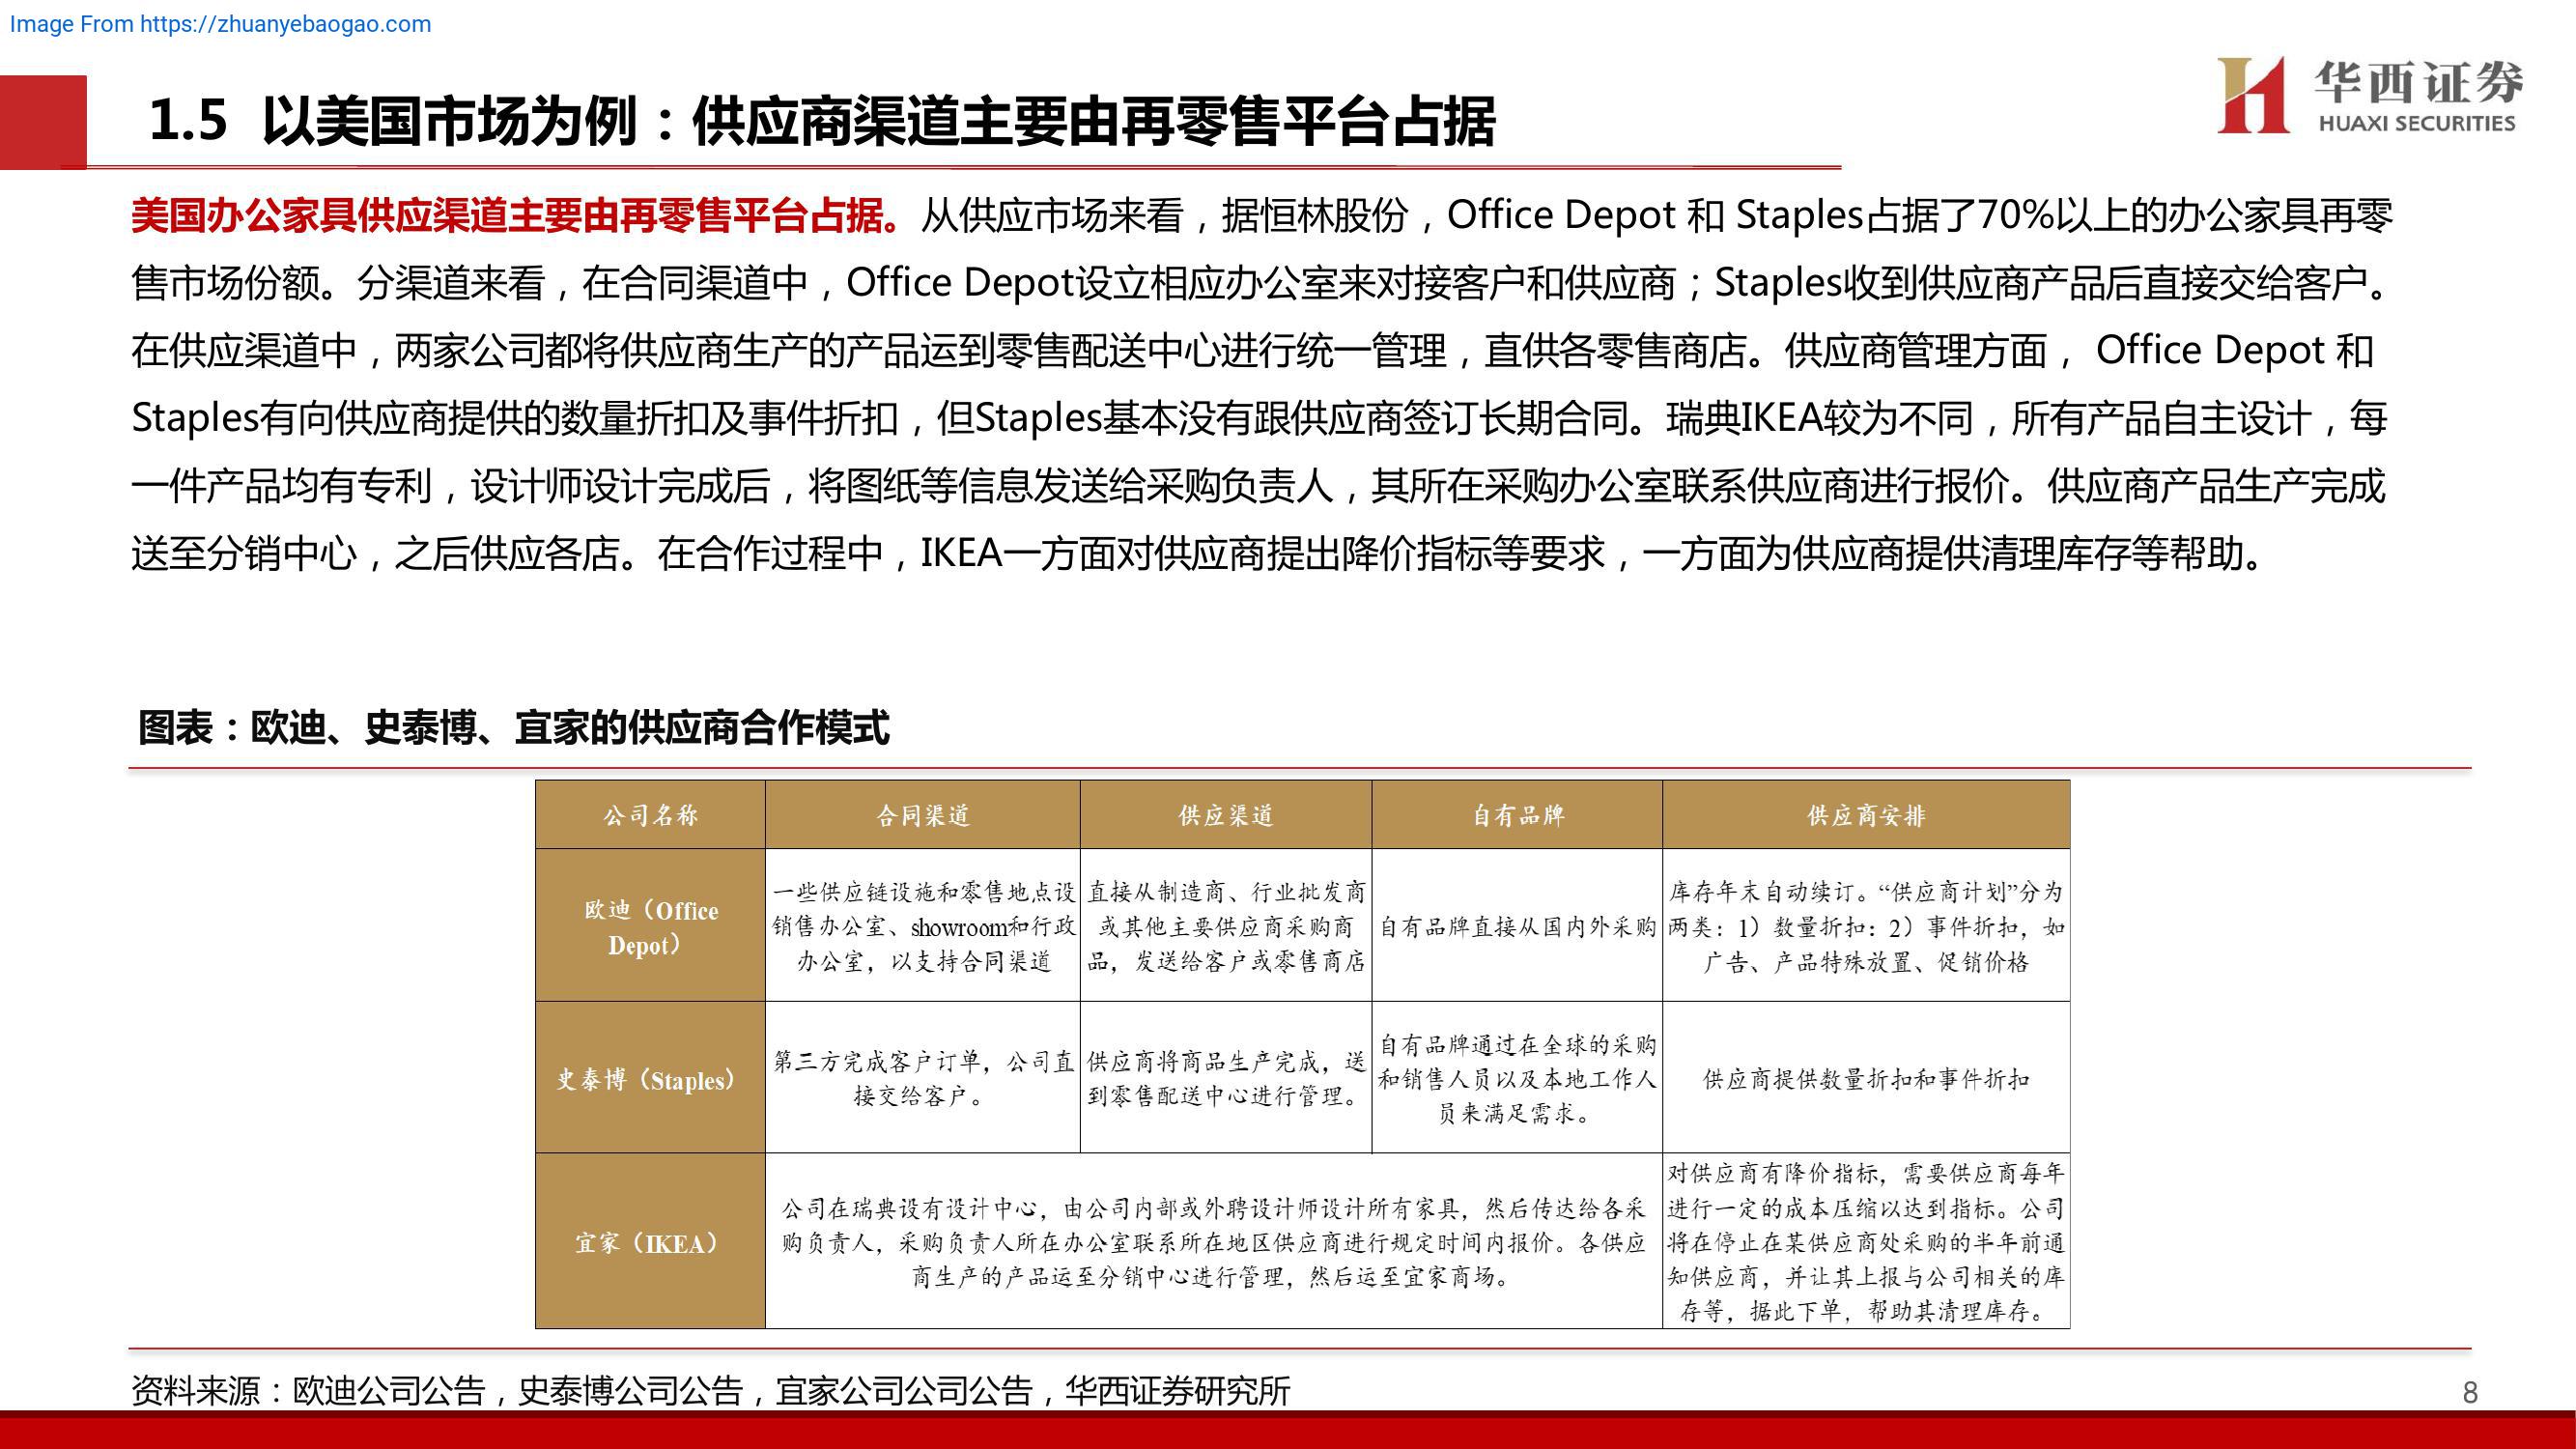 Image From https://zhuanyebaogao.com
1.5 以美国市场为例：供应商渠道主要由再零售平台占据
华西证券
HUAXI SECURITIES
美国办公家具供应渠道主要由再零售平台占据。从供应市场来看，据恒林股份，Office Depot 和 Staples占据了70%以上的办公家具再零
售市场份额。分渠道来看，在合同渠道中，Office Depot设立相应办公室来对接客户和供应商；Staples收到供应商产品后直接交给客户。
在供应渠道中，两家公司都将供应商生产的产品运到零售配送中心进行统一管理，直供各零售商店。供应商管理方面， Office Depot 和
Staples有向供应商提供的数量折扣及事件折扣，但Staples基本没有跟供应商签订长期合同。瑞典IKEA较为不同，所有产品自主设计，每
一件产品均有专利，设计师设计完成后，将图纸等信息发送给采购负责人，其所在采购办公室联系供应商进行报价。供应商产品生产完成
送至分销中心，之后供应各店。在合作过程中，IKEA一方面对供应商提出降价指标等要求，一方面为供应商提供清理库存等帮助。
图表：欧迪、史泰博、宜家的供应商合作模式
公司名称 合同渠道 供应渠道 自有品牌 供应商安排
欧迪（Office
Depot）
一些供应链设施和零售地点设
销售办公室、showroom和行政
办公室，以支持合同渠道
直接从制造商、行业批发商
或其他主要供应商采购商
品，发送给客户或零售商店
自有品牌直接从国内外采购
库存年末自动续订。“供应商计划”分为
两类：1）数量折扣：2）事件折扣，如
广告、产品特殊放置、促销价格
史泰博（Staples）
第三方完成客户订单，公司直
接交给客户。
供应商将商品生产完成，送
到零售配送中心进行管理。
自有品牌通过在全球的采购
和销售人员以及本地工作人
员来满足需求。
供应商提供数量折扣和事件折扣
宜家（IKEA）
公司在瑞典设有设计中心，由公司内部或外聘设计师设计所有家具，然后传达给各采
购负责人，采购负责人所在办公室联系所在地区供应商进行规定时间内报价。各供应
商生产的产品运至分销中心进行管理，然后运至宜家商场。
对供应商有降价指标，需要供应商每年
进行一定的成本压缩以达到指标。公司
将在停止在某供应商处采购的半年前通
知供应商，并让其上报与公司相关的库
存等，据此下单，帮助其清理库存。
资料来源：欧迪公司公告，史泰博公司公告，宜家公司公司公告，华西证券研究所
8